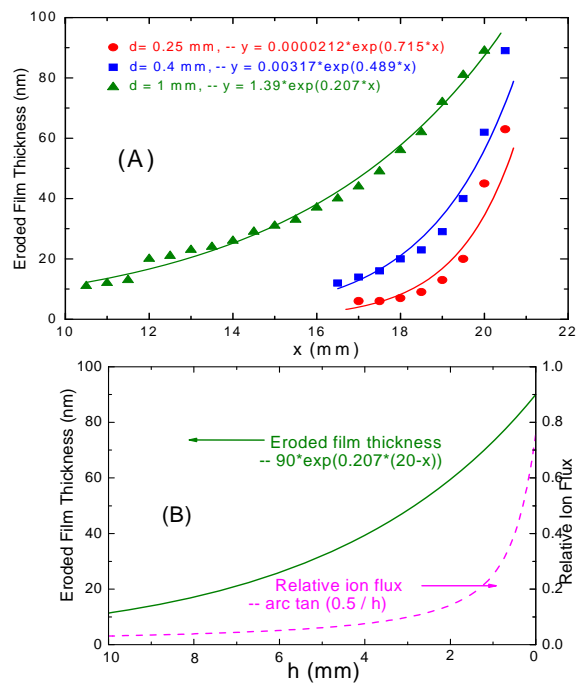 100
80
60
40
20
0
Eroded Film Thickness (nm)
d= 0.25 mm, -- y = 0.0000212*exp(0.715*x)
d= 0.4 mm, -- y = 0.00317*exp(0.489*x)
d = 1 mm, -- y = 1.39*exp(0.207*x)
(A)
10 12 14 16 18 20 22
x (mm)
100
80
60
40
20
0
Eroded Film Thickness (nm)
Eroded film thickness
-- 90*exp(0.207*(20-x))
(B)
Relative ion flux
-- arc tan (0.5 / h)
1.0
0.8
0.6
0.4
0.2
0.0
Relative Ion Flux
10 8 6 4 2 0
h (mm)